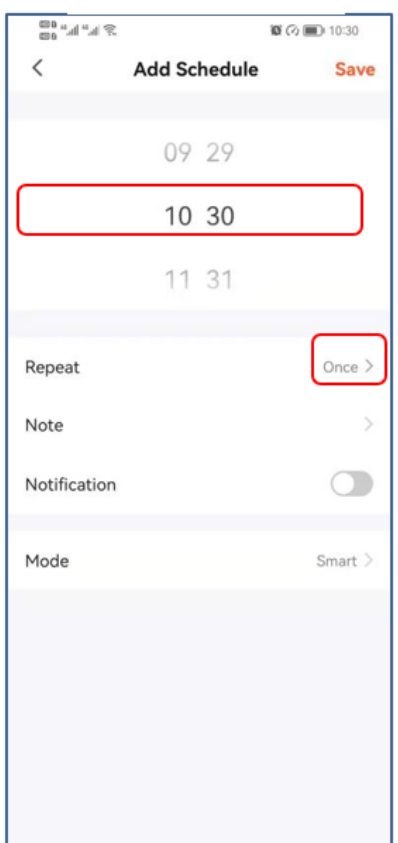 10:30
Add Schedule Save
09 29
10 30
11 31
Repeat Once
Note
Notification
Mode Smart